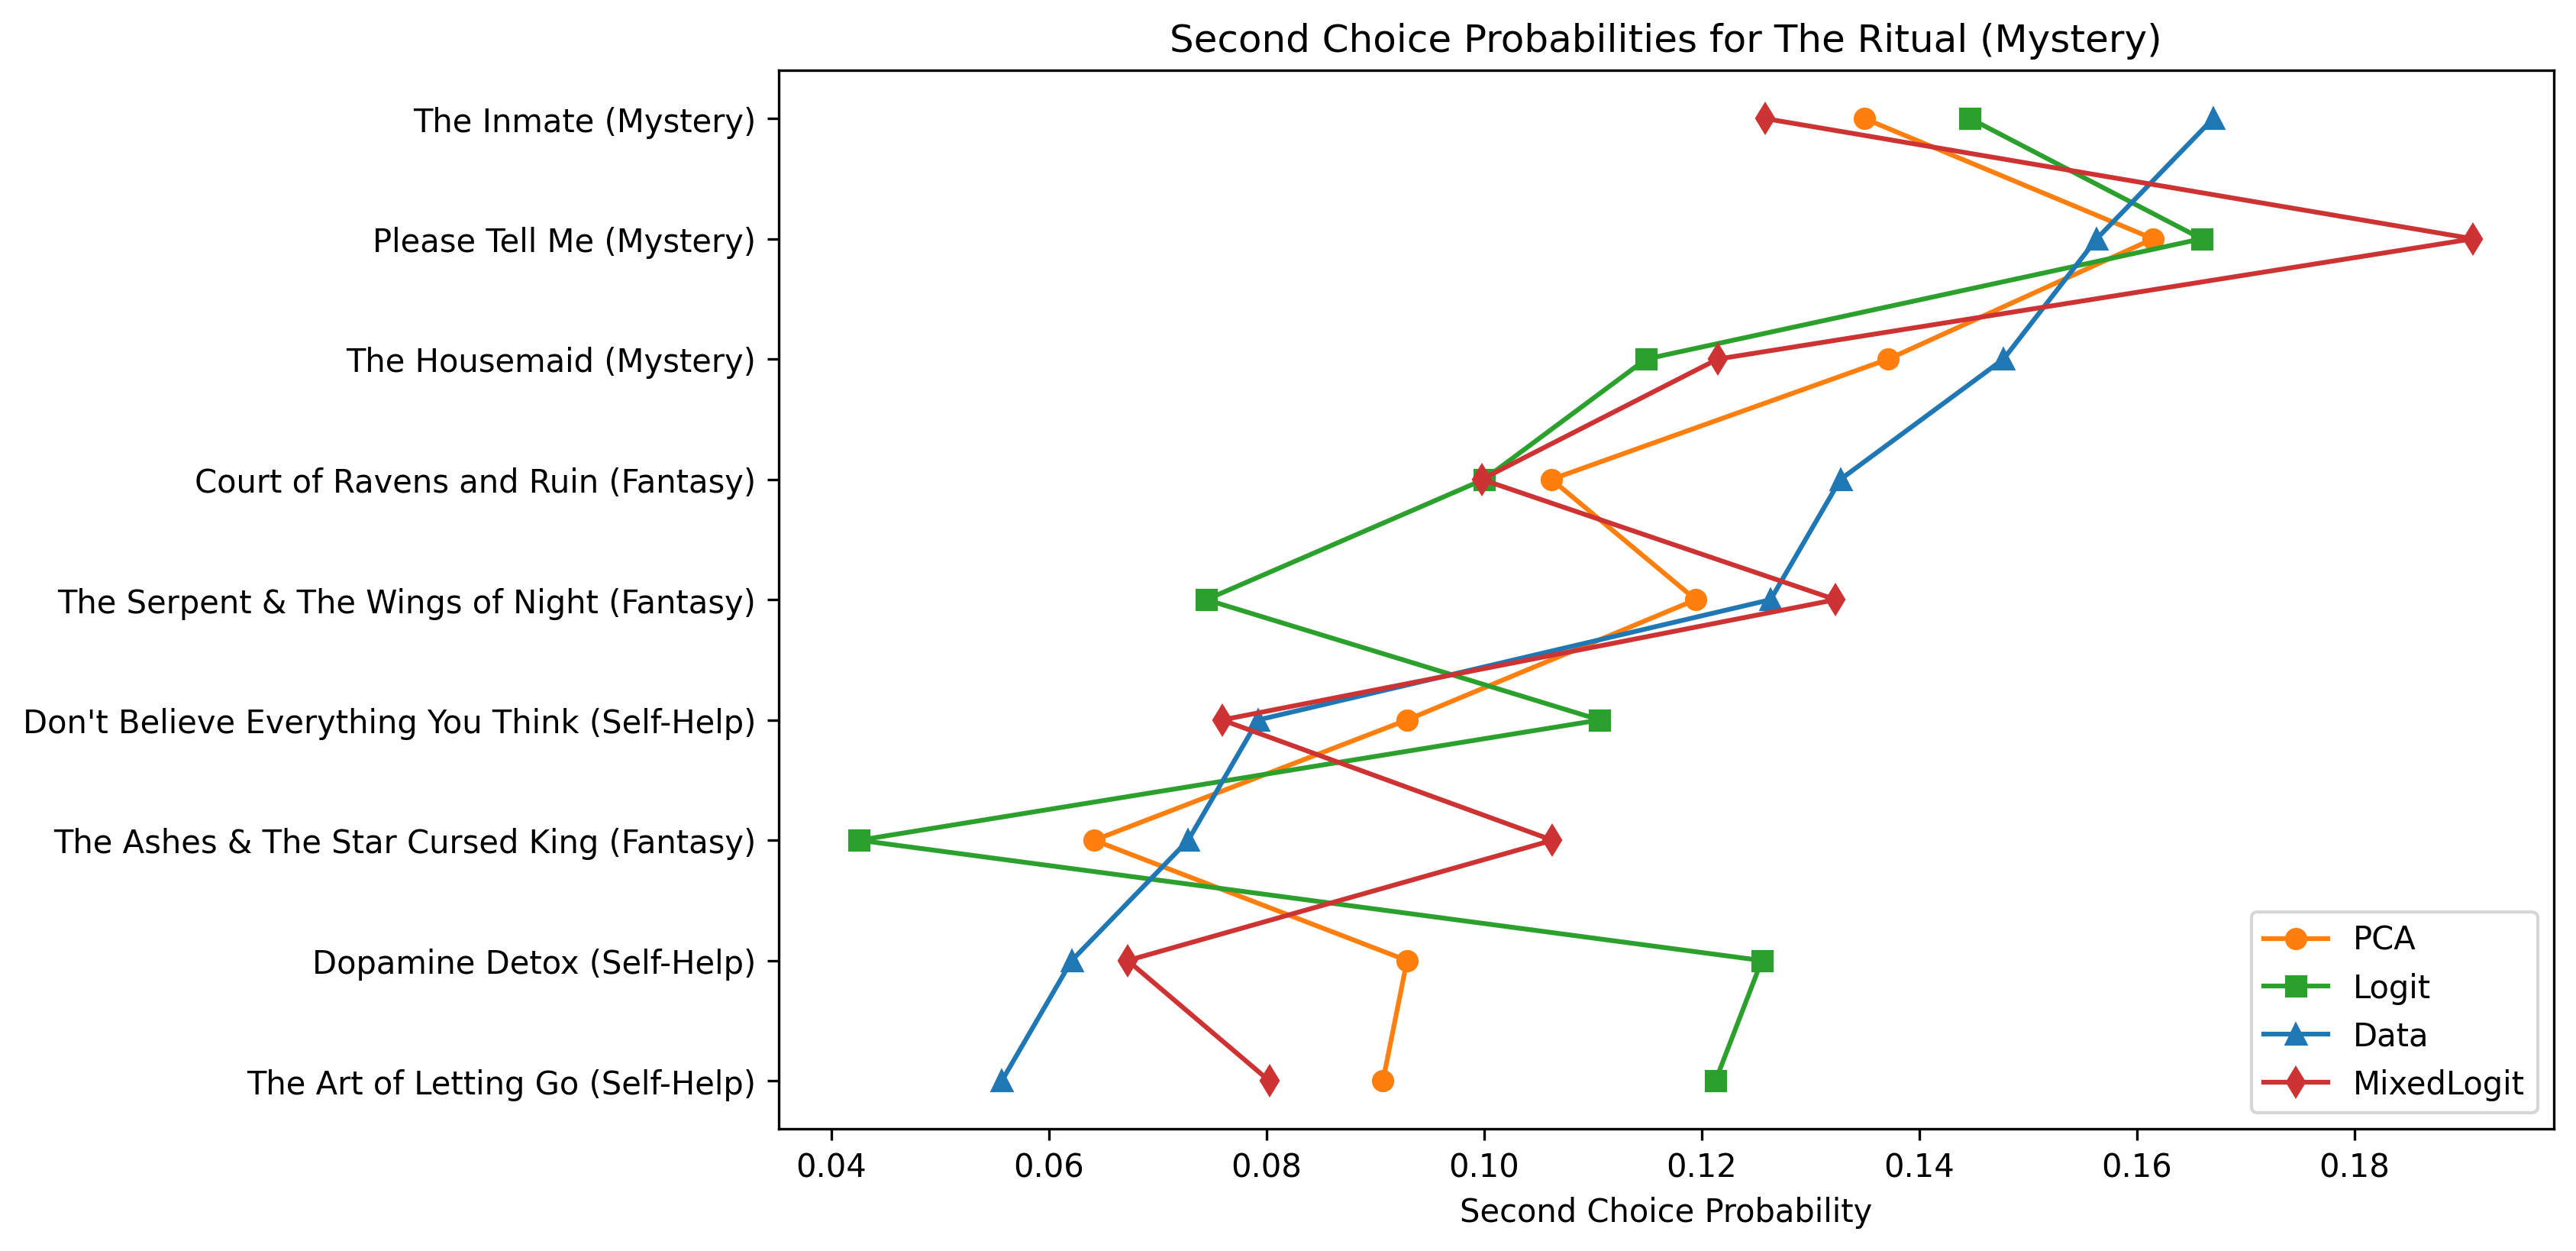 Second Choice Probabilities for The Ritual (Mystery)
The Inmate (Mystery)
Please Tell Me (Mystery)
The Housemaid (Mystery)
Court of Ravens and Ruin (Fantasy)
The Serpent & The Wings of Night (Fantasy)
Don't Believe Everything You Think (Self-Help)
The Ashes & The Star Cursed King (Fantasy)
Dopamine Detox (Self-Help)
The Art of Letting Go (Self-Help)
PCA
Logit
Data
MixedLogit
0.04 0.06 0.08 0.10 0.12 0.14 0.16 0.18
Second Choice Probability